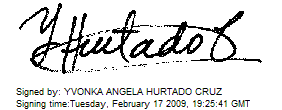 YHurtado C
Signed by: YVONKA ANGELA HURTADO CRUZ
Signing time:Tuesday, February 17 2009, 19:25:41 GMT